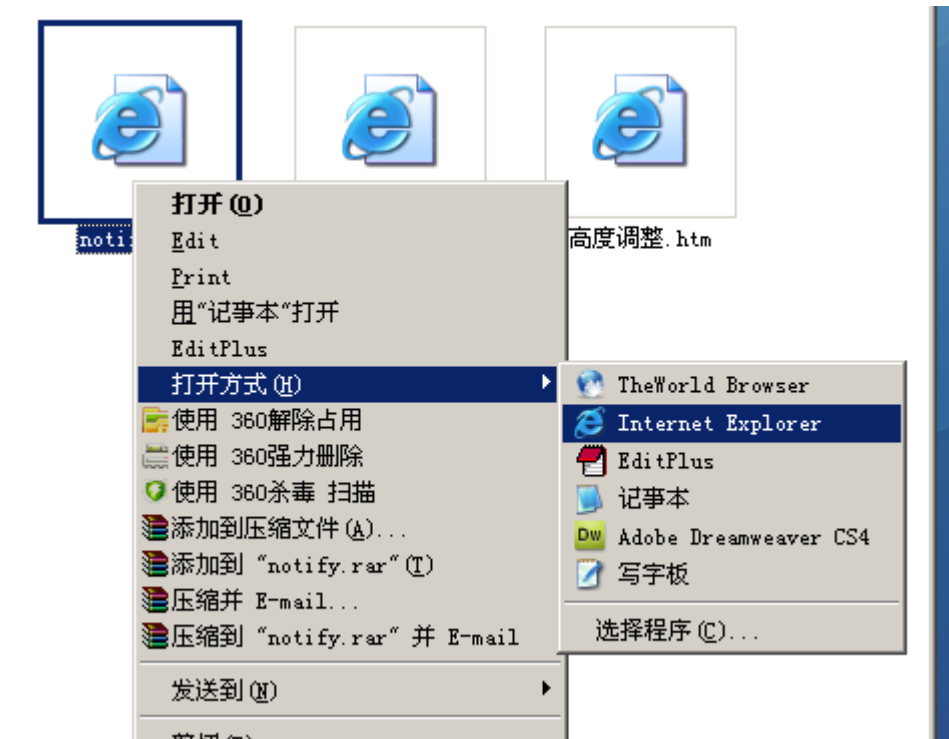 打开(O)
noti
Edit
高度调整.htm
Print
用“记事本”打开
EditPlus
打开方式(H)
TheWorld Browser
使用 360解除占用
Internet Explorer
使用 360强力删除
EditPlus
使用 360杀毒 扫描
记事本
添加到压缩文件(A)...
Dw Adobe Dreamweaver CS4
添加到 “notify.rar”(T)
写字板
压缩并 E-mail...
压缩到 “notify.rar” 并 E-mail
选择程序(C)...
发送到(N)